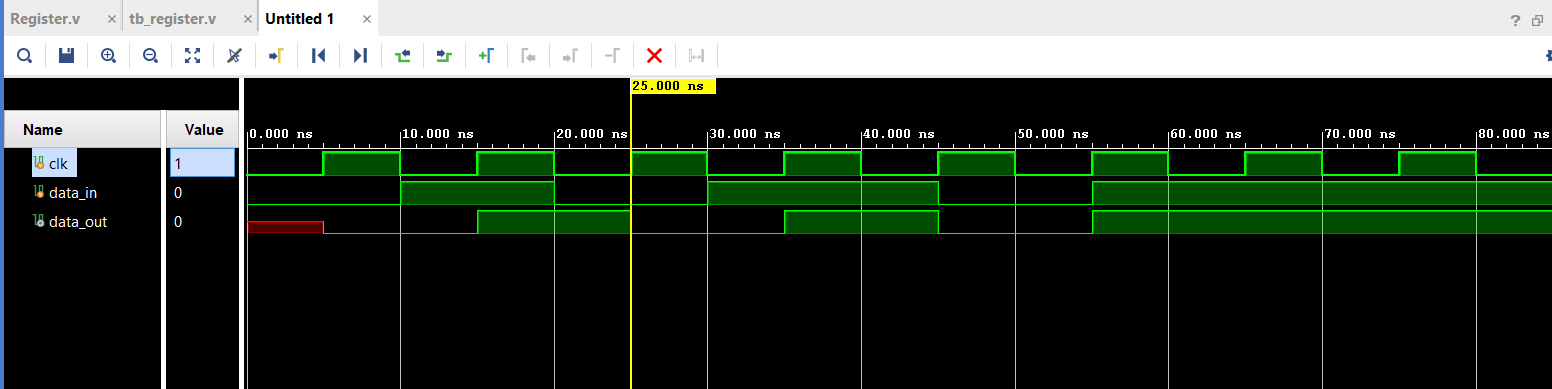 Register.v × tb_register.v × Untitled 1 × ?
25.000 ns
Name Value 0.000 ns 10.000 ns 20.000 ns 30.000 ns 40.000 ns 50.000 ns 60.000 ns 70.000 ns 80.000 ns
clk 1
data_in 0
data_out 0